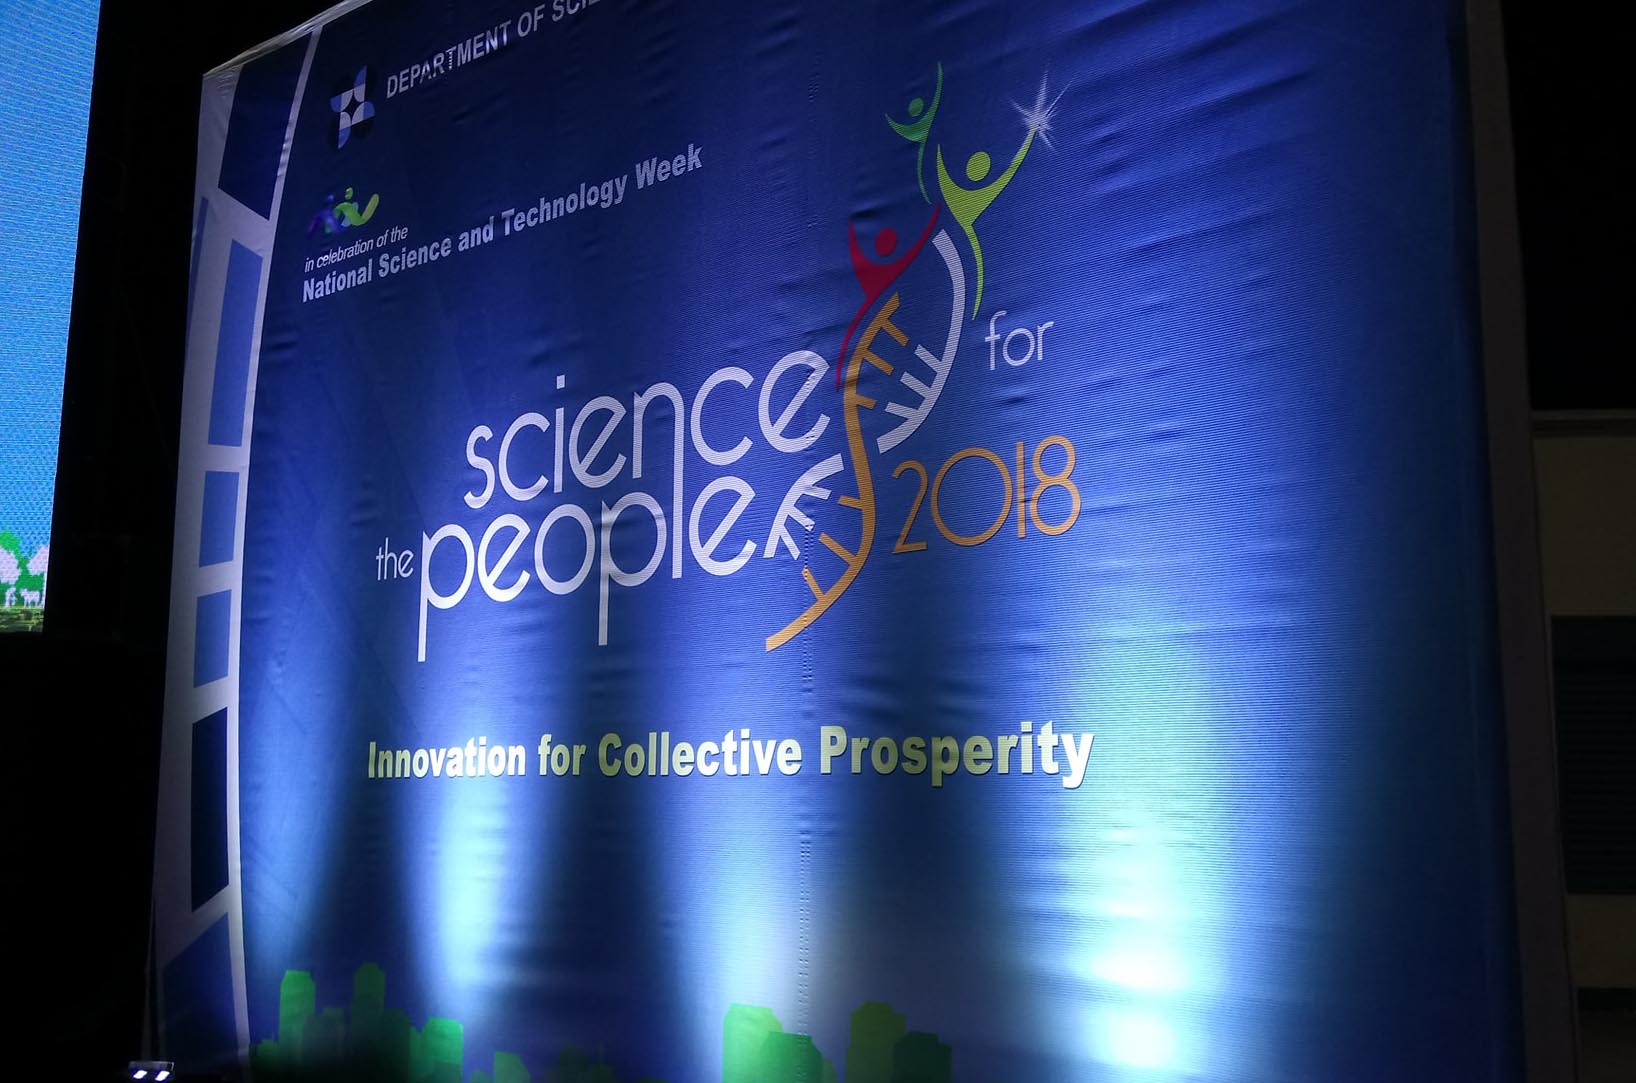 DEPARTMENT OF
in celebration of the
National Science and Technology Week
science for
the people 2018
Innovation for Collective Prosperity